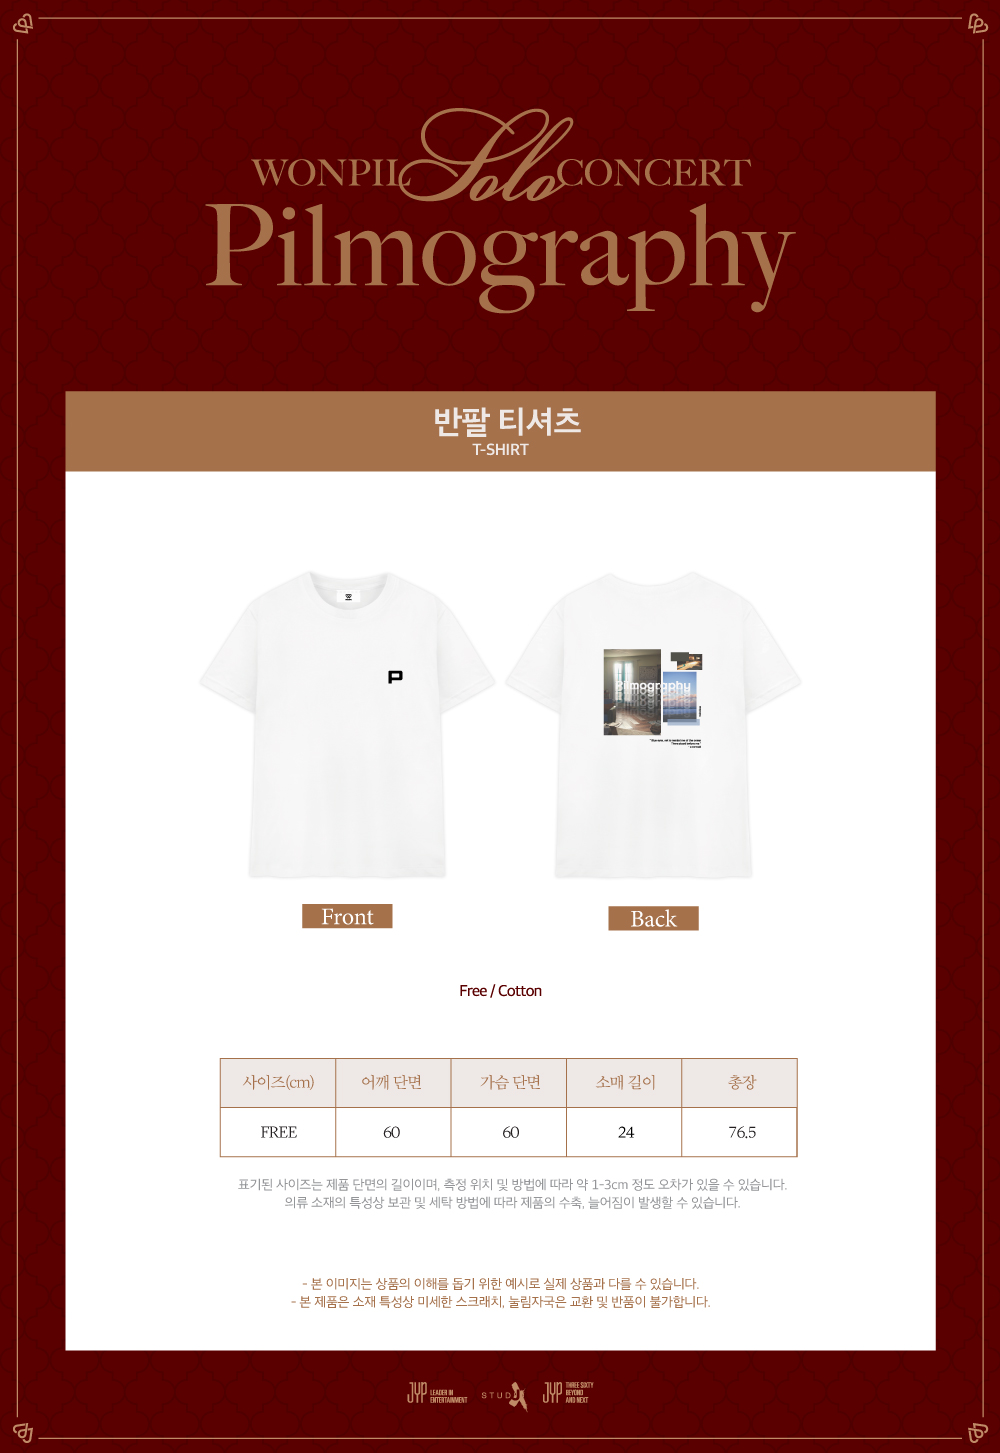 WONPIL Solo CONCERT
Pilmography
반팔 티셔츠
T-SHIRT
P
Pilmography
Front
Back
Free / Cotton
사이즈(cm) 어깨 단면 가슴 단면 소매 길이 총장
FREE 60 60 24 76.5
표기된 사이즈는 제품 단면의 길이이며, 측정 위치 및 방법에 따라 약 1-3cm 정도 오차가 있을 수 있습니다.
의류 소재의 특성상 보관 및 세탁 방법에 따라 제품의 수축, 늘어짐이 발생할 수 있습니다.
- 본 이미지는 상품의 이해를 돕기 위한 예시로 실제 상품과 다를 수 있습니다.
- 본 제품은 소재 특성상 미세한 스크래치, 눌림자국은 교환 및 반품이 불가합니다.
JYP LEADER IN ENTERTAINMENT STUD JYP THREE SIXTY BEYOND AND NEXT